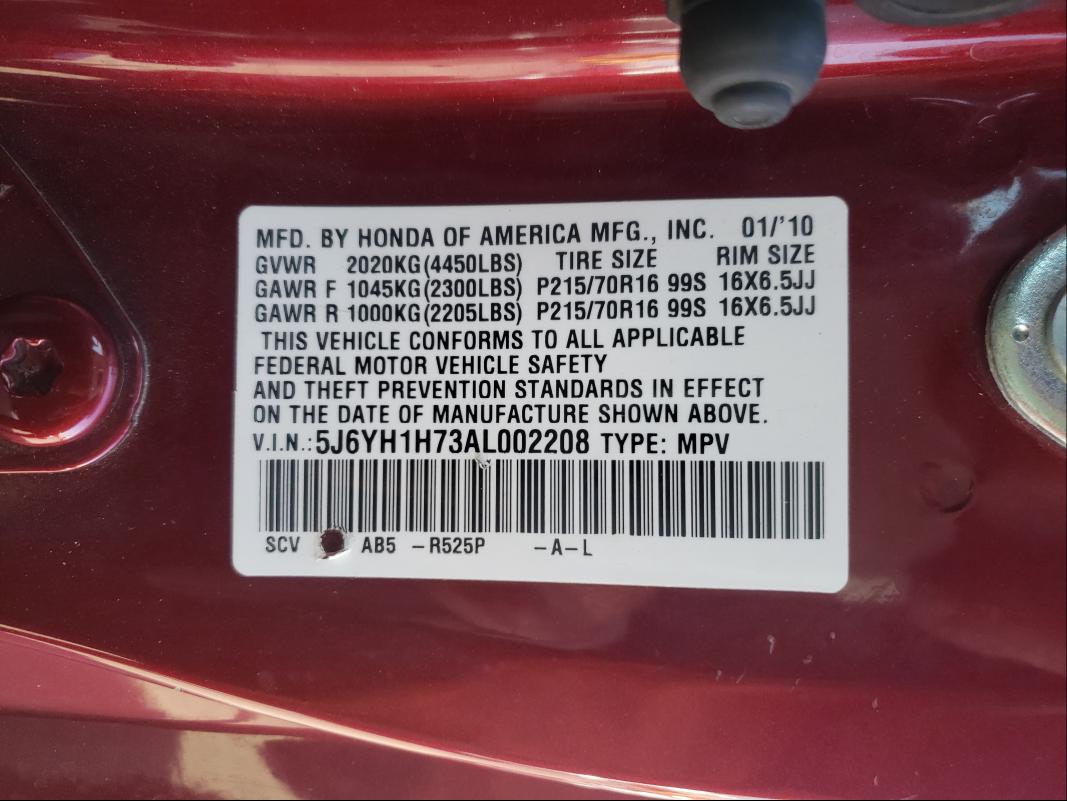 MFD. BY HONDA OF AMERICA MFG., INC. 01/'10
GVWR 2020KG(4450LBS) TIRE SIZE RIM SIZE
GAWR F 1045KG(2300LBS) P215/70R16 99S 16X6.5JJ
GAWR R 1000KG(2205LBS) P215/70R16 99S 16X6.5JJ
THIS VEHICLE CONFORMS TO ALL APPLICABLE
FEDERAL MOTOR VEHICLE SAFETY
AND THEFT PREVENTION STANDARDS IN EFFECT
ON THE DATE OF MANUFACTURE SHOWN ABOVE.
V.I.N.: 5J6YH1H73AL002208 TYPE: MPV
SCV AB5 -R525P -A-L